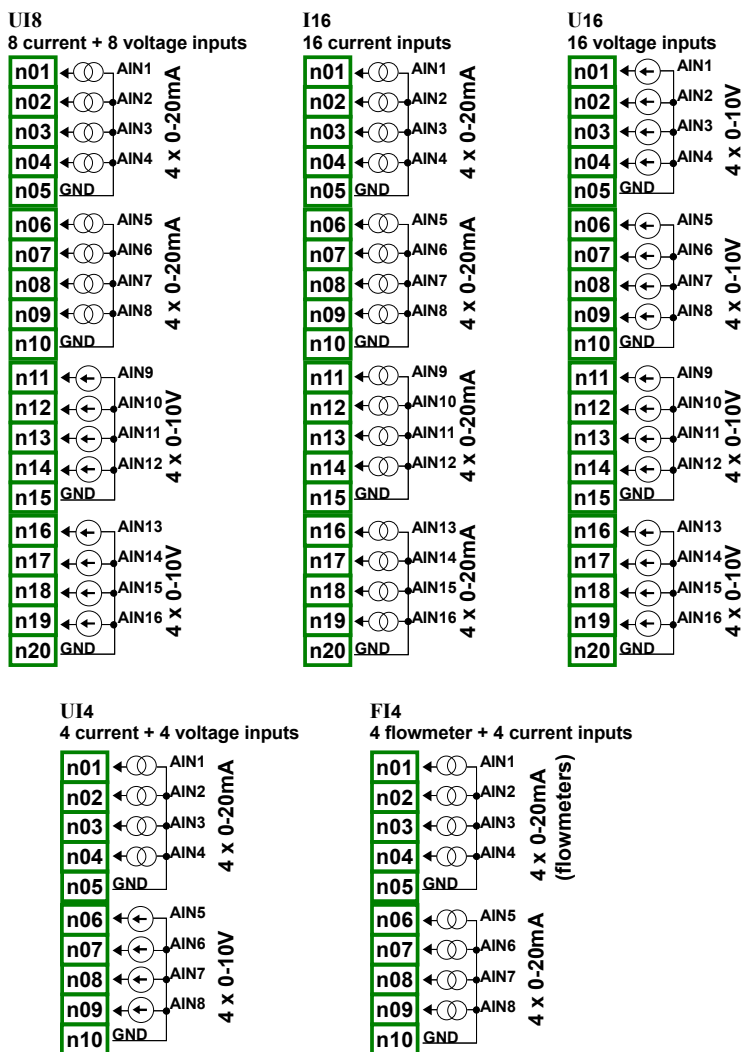 UI8
8 current + 8 voltage inputs
n01 AIN1
n02 AIN2
n03 AIN3
n04 AIN4
n05 GND
4 x 0-20mA
n06 AIN5
n07 AIN6
n08 AIN7
n09 AIN8
n10 GND
4 x 0-20mA
n11 AIN9
n12 AIN10
n13 AIN11
n14 AIN12
n15 GND
4 x 0-10V
n16 AIN13
n17 AIN14
n18 AIN15
n19 AIN16
n20 GND
4 x 0-10V
I16
16 current inputs
n01 AIN1
n02 AIN2
n03 AIN3
n04 AIN4
n05 GND
4 x 0-20mA
n06 AIN5
n07 AIN6
n08 AIN7
n09 AIN8
n10 GND
4 x 0-20mA
n11 AIN9
n12 AIN10
n13 AIN11
n14 AIN12
n15 GND
4 x 0-20mA
n16 AIN13
n17 AIN14
n18 AIN15
n19 AIN16
n20 GND
4 x 0-20mA
U16
16 voltage inputs
n01 AIN1
n02 AIN2
n03 AIN3
n04 AIN4
n05 GND
4 x 0-10V
n06 AIN5
n07 AIN6
n08 AIN7
n09 AIN8
n10 GND
4 x 0-10V
n11 AIN9
n12 AIN10
n13 AIN11
n14 AIN12
n15 GND
4 x 0-10V
n16 AIN13
n17 AIN14
n18 AIN15
n19 AIN16
n20 GND
4 x 0-10V
UI4
4 current + 4 voltage inputs
n01 AIN1
n02 AIN2
n03 AIN3
n04 AIN4
n05 GND
4 x 0-20mA
n06 AIN5
n07 AIN6
n08 AIN7
n09 AIN8
n10 GND
4 x 0-10V
FI4
4 flowmeter + 4 current inputs
n01 AIN1
n02 AIN2
n03 AIN3
n04 AIN4
n05 GND
4 x 0-20mA
(flowmeters)
n06 AIN5
n07 AIN6
n08 AIN7
n09 AIN8
n10 GND
4 x 0-20mA